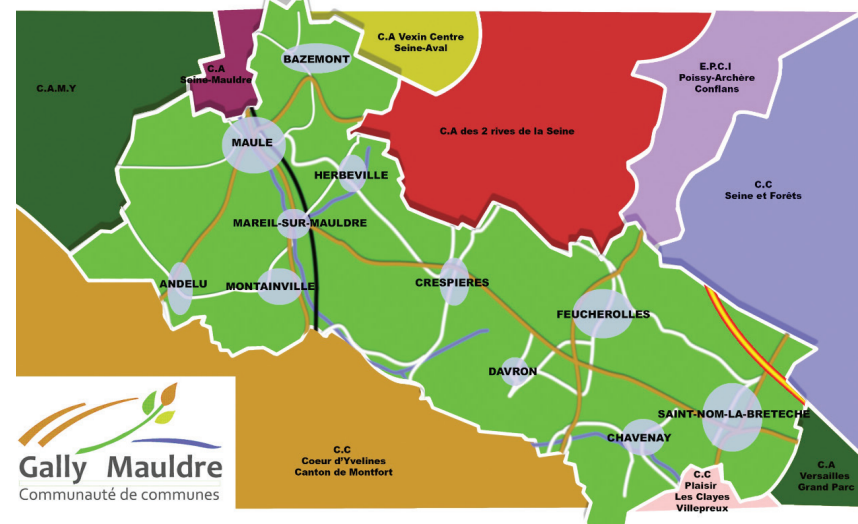 C.A Vexin Centre
Seine-Aval
BAZEMONT
C.A
Seine-Mauldre
E.P.C.I
Poissy-Archère
Conflans
C.A.M.Y
C.A des 2 rives de la Seine
MAULE
HERBEVILLE
C.C
Seine et Forêts
MAREIL-SUR-MAULDRE
ANDELU
MONTAINVILLE
CRESPIERES
FEUCHEROLLES
DAVRON
SAINT-NOM-LA-BRETECHE
CHAVENAY
C.C
Coeur d'Yvelines
Canton de Montfort
C.C
Plaisir
Les Clayes
Villepreux
C.A
Versailles
Grand Parc
Gally Mauldre
Communauté de communes